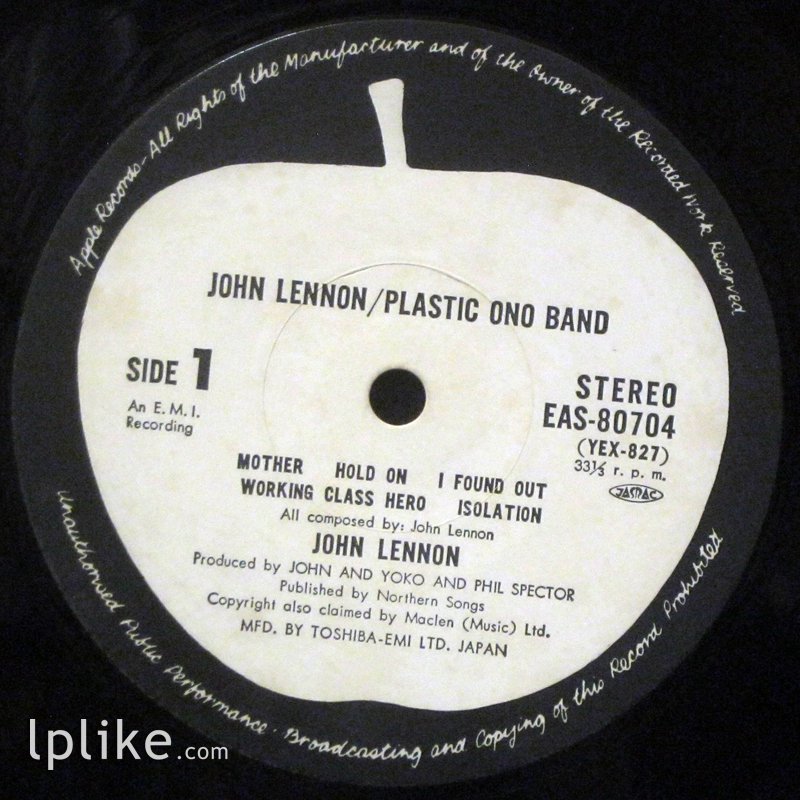 Apple Records - All Rights of the Manufacturer and of the Owner of the Recorded Work Reserved
JOHN LENNON/PLASTIC ONO BAND
SIDE 1
An E.M.I.
Recording
STEREO
EAS-80704
(YEX-827)
33⅓ r. p. m.
JASRAC
MOTHER HOLD ON I FOUND OUT
WORKING CLASS HERO ISOLATION
All composed by: John Lennon
JOHN LENNON
Produced by JOHN AND YOKO AND PHIL SPECTOR
Published by Northern Songs
Copyright also claimed by Maclen (Music) Ltd.
MFD. BY TOSHIBA-EMI LTD. JAPAN
Unauthorised Public Performance · Broadcasting and Copying of this Record Prohibited
lplike.com